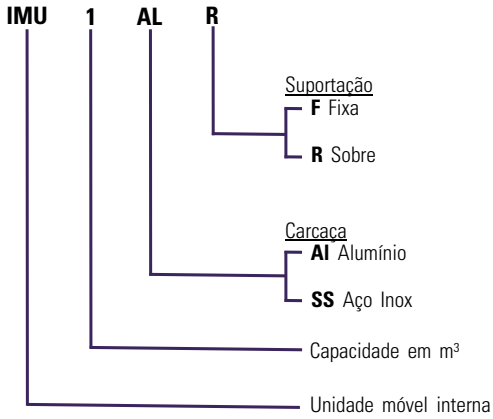 IMU 1 AL R
Suportação
F Fixa
R Sobre
Carcaça
Al Alumínio
SS Aço Inox
Capacidade em m³
Unidade móvel interna